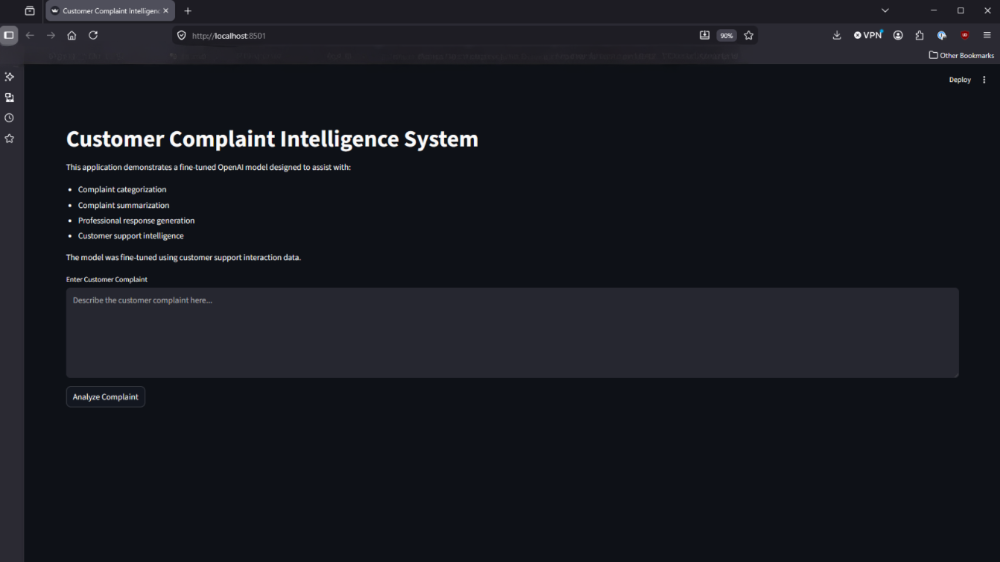 Customer Complaint Intelligenc
http://localhost:8501
90%
VPN
Other Bookmarks
Deploy
Customer Complaint Intelligence System
This application demonstrates a fine-tuned OpenAI model designed to assist with:
Complaint categorization
Complaint summarization
Professional response generation
Customer support intelligence
The model was fine-tuned using customer support interaction data.
Enter Customer Complaint
Describe the customer complaint here...
Analyze Complaint